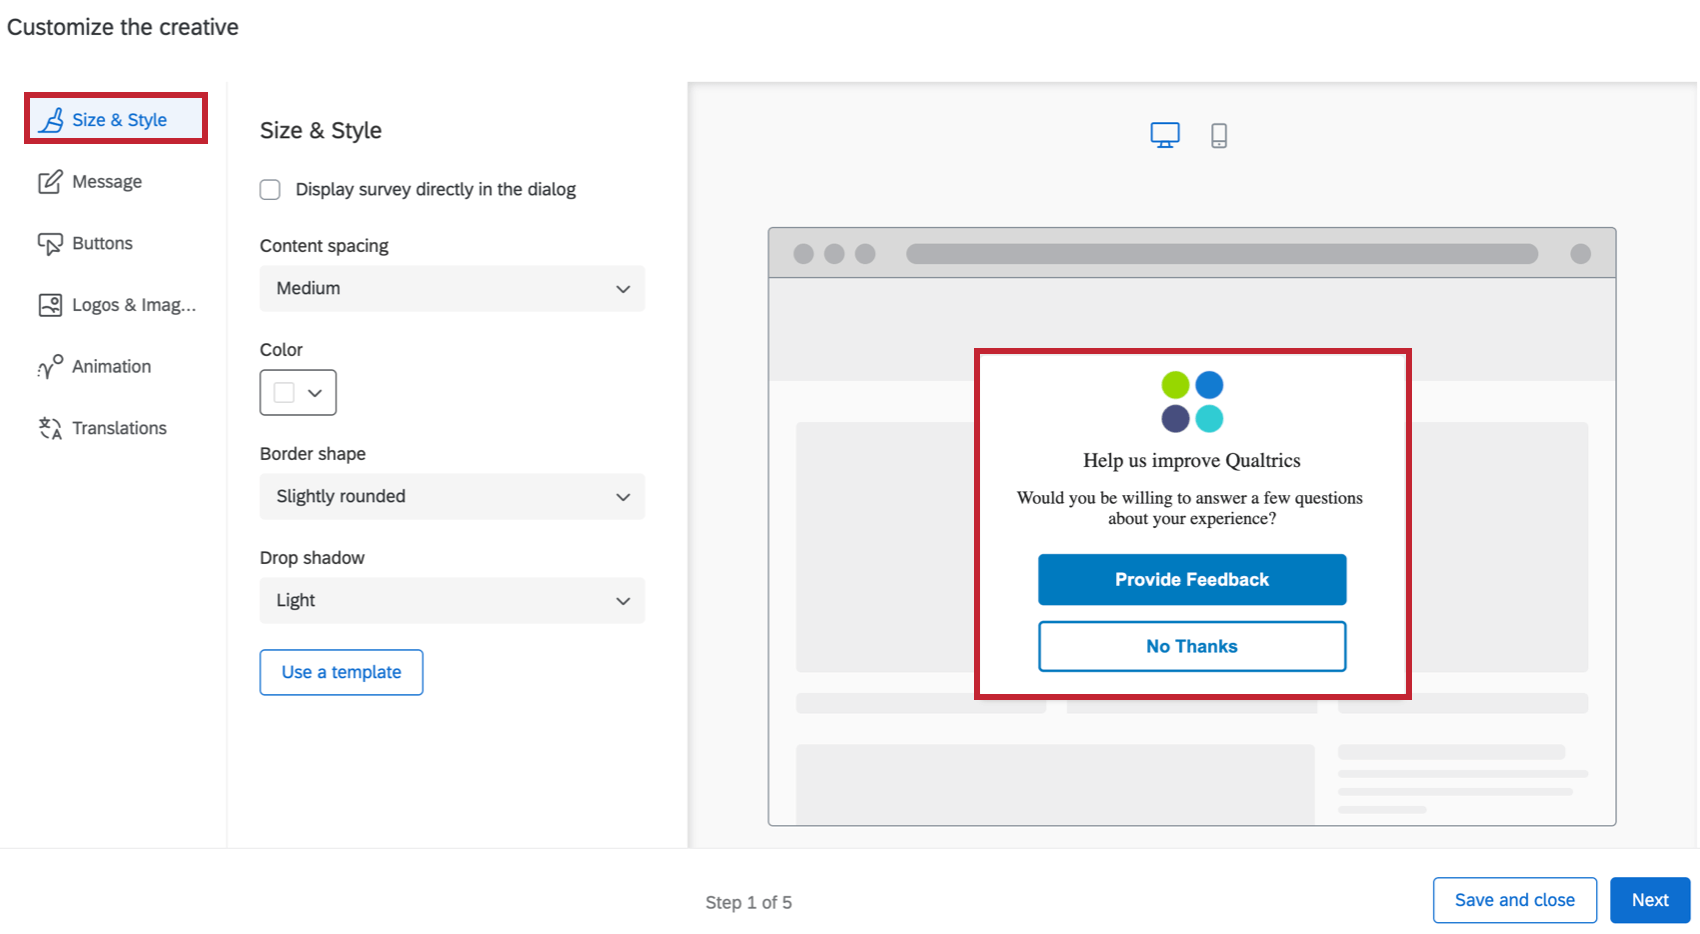 Customize the creative
Size & Style
Message
Buttons
Logos & Imag...
Animation
Translations
Size & Style
Display survey directly in the dialog
Content spacing
Medium
Color
Border shape
Slightly rounded
Drop shadow
Light
Use a template
Help us improve Qualtrics
Would you be willing to answer a few questions
about your experience?
Provide Feedback
No Thanks
Step 1 of 5
Save and close
Next